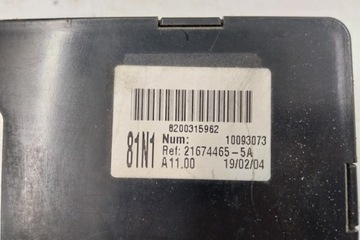 8200315962
81N1
Num: 10093073
Ref: 21674465-5A
A11.00 19/02/04